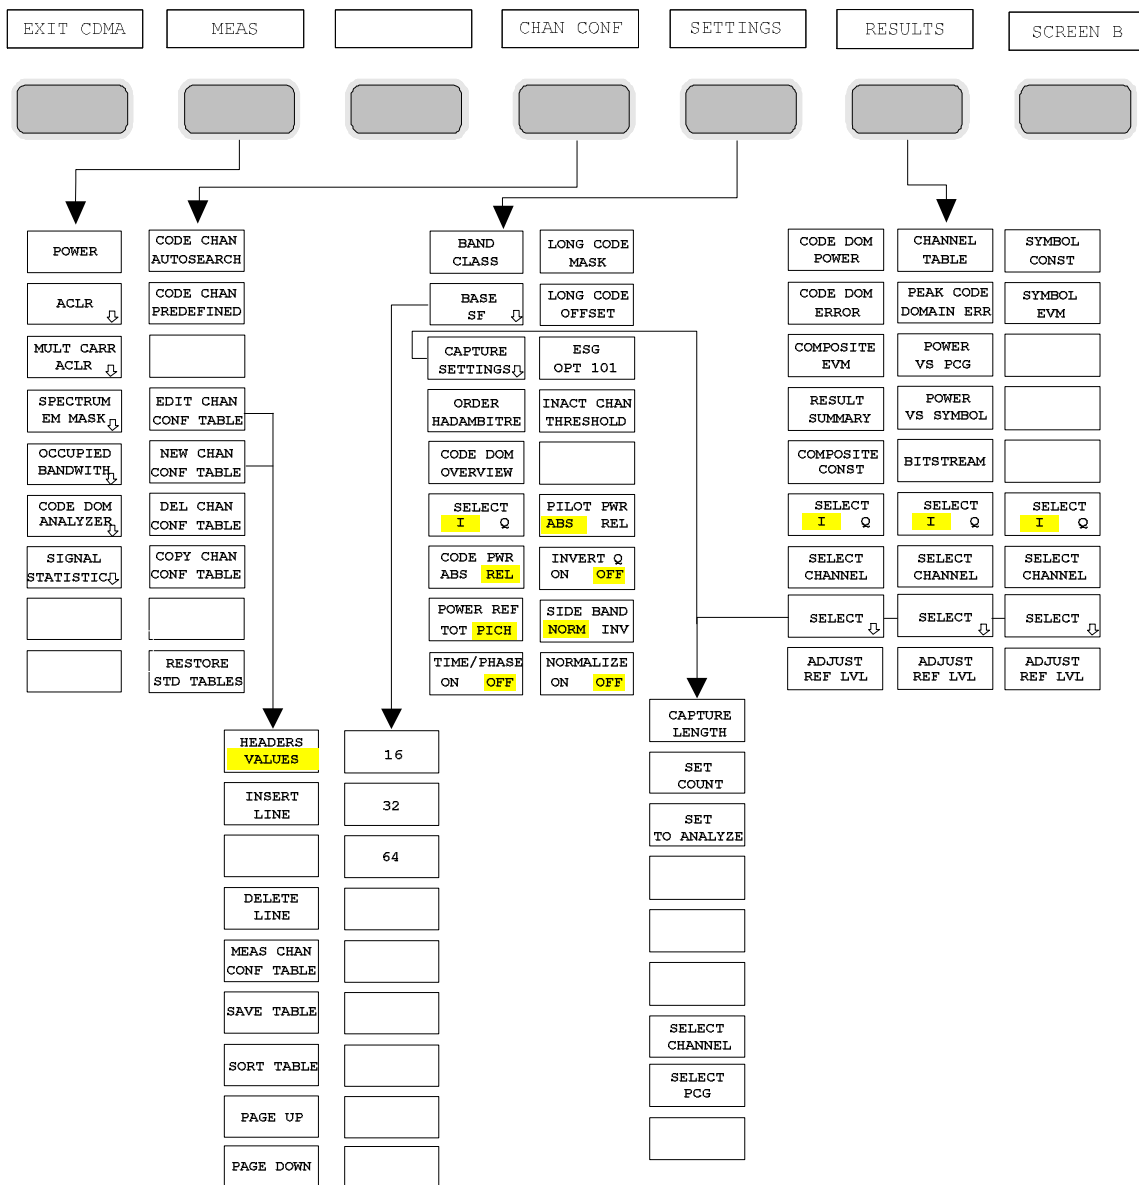 EXIT CDMA
MEAS
CHAN CONF
SETTINGS
RESULTS
SCREEN B
POWER
ACLR
MULT CARR
ACLR
SPECTRUM
EM MASK
OCCUPIED
BANDWITH
CODE DOM
ANALYZER
SIGNAL
STATISTIC
CODE CHAN
AUTOSEARCH
CODE CHAN
PREDEFINED
EDIT CHAN
CONF TABLE
NEW CHAN
CONF TABLE
DEL CHAN
CONF TABLE
COPY CHAN
CONF TABLE
RESTORE
STD TABLES
BAND
CLASS
BASE
SF
CAPTURE
SETTINGS
ORDER
HADAMBITRE
CODE DOM
OVERVIEW
SELECT
I Q
CODE PWR
ABS REL
POWER REF
TOT PICH
TIME/PHASE
ON OFF
LONG CODE
MASK
LONG CODE
OFFSET
ESG
OPT 101
INACT CHAN
THRESHOLD
PILOT PWR
ABS REL
INVERT Q
ON OFF
SIDE BAND
NORM INV
NORMALIZE
ON OFF
CODE DOM
POWER
CODE DOM
ERROR
COMPOSITE
EVM
RESULT
SUMMARY
COMPOSITE
CONST
SELECT
I Q
SELECT
CHANNEL
SELECT
ADJUST
REF LVL
CHANNEL
TABLE
PEAK CODE
DOMAIN ERR
POWER
VS PCG
POWER
VS SYMBOL
BITSTREAM
SELECT
I Q
SELECT
CHANNEL
SELECT
ADJUST
REF LVL
SYMBOL
CONST
SYMBOL
EVM
SELECT
I Q
SELECT
CHANNEL
SELECT
ADJUST
REF LVL
HEADERS
VALUES
INSERT
LINE
DELETE
LINE
MEAS CHAN
CONF TABLE
SAVE TABLE
SORT TABLE
PAGE UP
PAGE DOWN
16
32
64
CAPTURE
LENGTH
SET
COUNT
SET
TO ANALYZE
SELECT
CHANNEL
SELECT
PCG